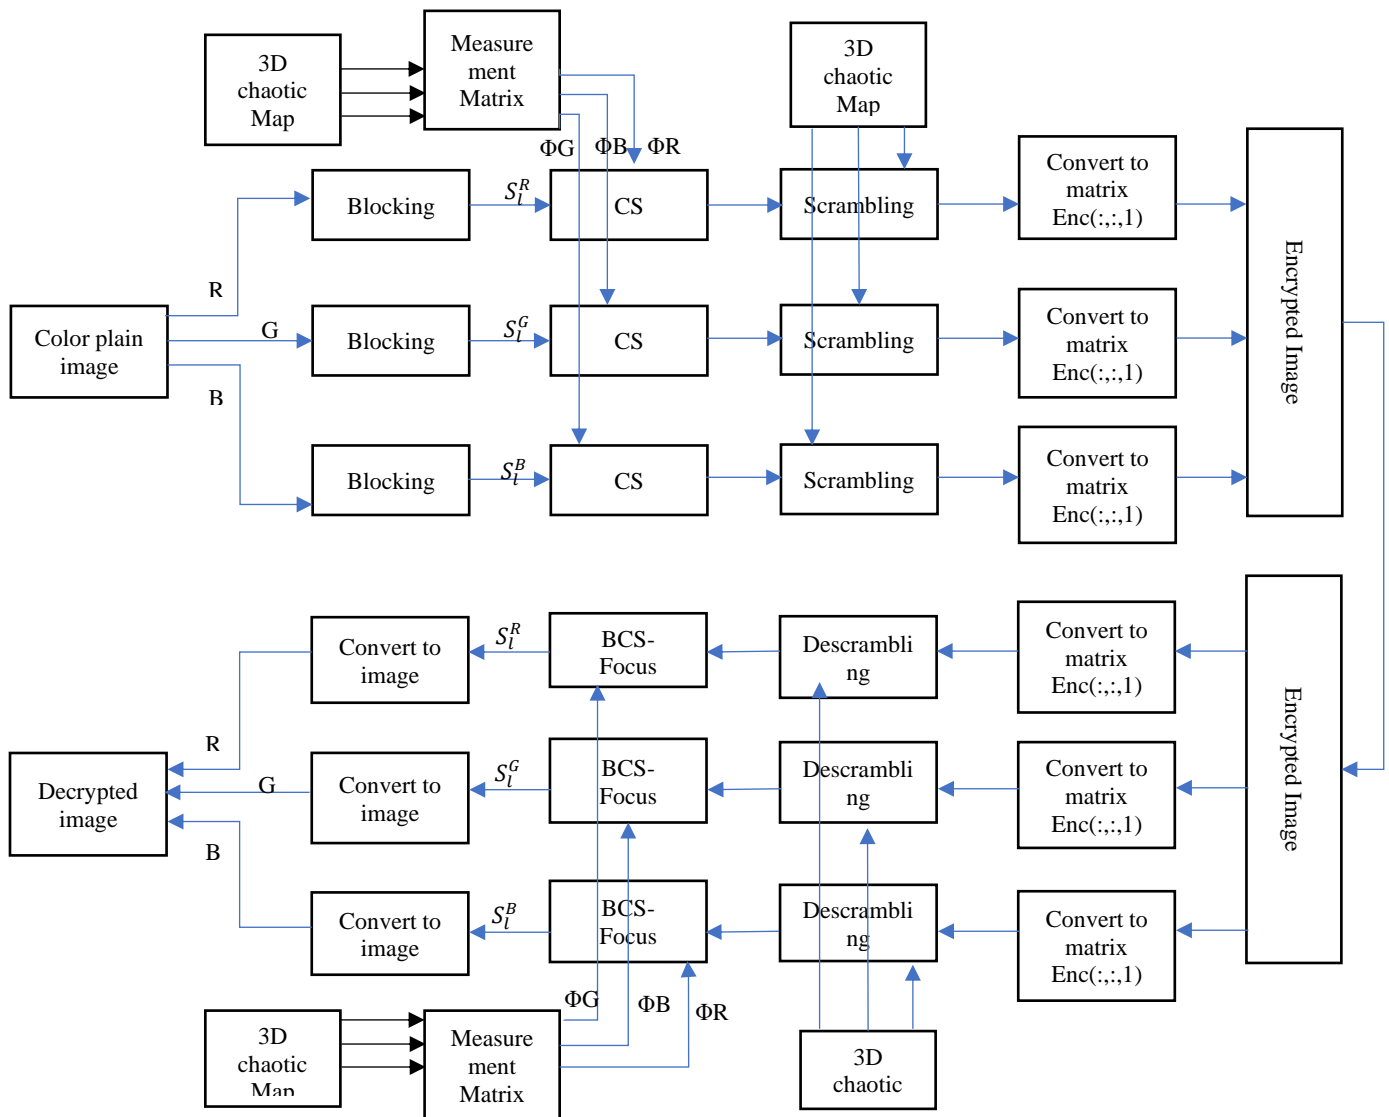 3D
chaotic
Map
Measure
ment
Matrix
3D
chaotic
Map
ΦG
ΦB
ΦR
Blocking
S_l^R
CS
Scrambling
Convert to
matrix
Enc(:,:,1)
R
Color plain
image
G
Blocking
S_l^G
CS
Scrambling
Convert to
matrix
Enc(:,:,1)
Encrypted Image
B
Blocking
S_l^B
CS
Scrambling
Convert to
matrix
Enc(:,:,1)
Convert to
image
S_l^R
BCS-
Focus
Descrambli
ng
Convert to
matrix
Enc(:,:,1)
R
Decrypted
image
G
Convert to
image
S_l^G
BCS-
Focus
Descrambli
ng
Convert to
matrix
Enc(:,:,1)
Encrypted Image
B
Convert to
image
S_l^B
BCS-
Focus
Descrambli
ng
Convert to
matrix
Enc(:,:,1)
ΦG
ΦB
ΦR
3D
chaotic
Map
Measure
ment
Matrix
3D
chaotic